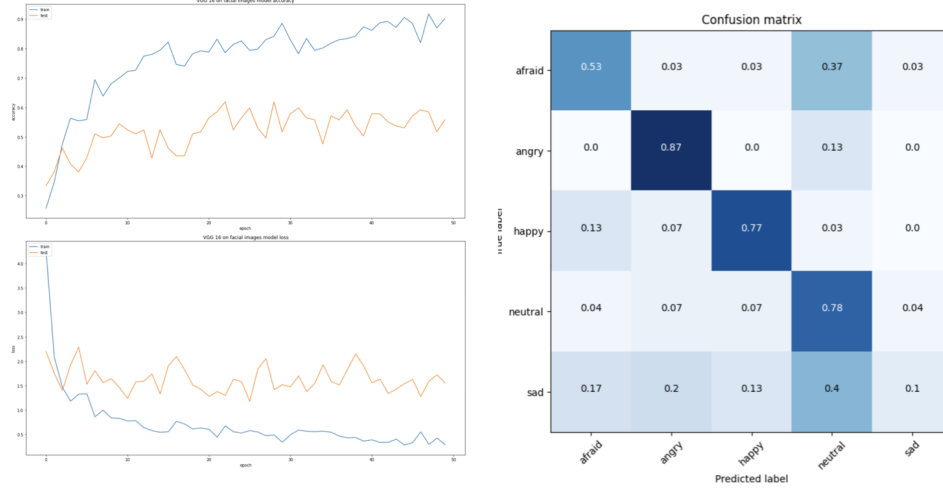 VGG 16 on facial images model accuracy
train
test
accuracy
0.9
0.8
0.7
0.6
0.5
0.4
0.3
0 10 20 30 40 50
epoch
VGG 16 on facial images model loss
train
test
loss
4.0
3.5
3.0
2.5
2.0
1.5
1.0
0.5
0 10 20 30 40 50
epoch
Confusion matrix
True label
afraid 0.53 0.03 0.03 0.37 0.03
angry 0.0 0.87 0.0 0.13 0.0
happy 0.13 0.07 0.77 0.03 0.0
neutral 0.04 0.07 0.07 0.78 0.04
sad 0.17 0.2 0.13 0.4 0.1
afraid angry happy neutral sad
Predicted label